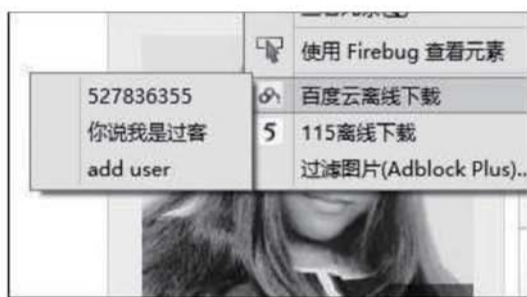 使用 Firebug 查看元素
百度云离线下载
115离线下载
过滤图片(Adblock Plus)..
527836355
你说我是过客
add user